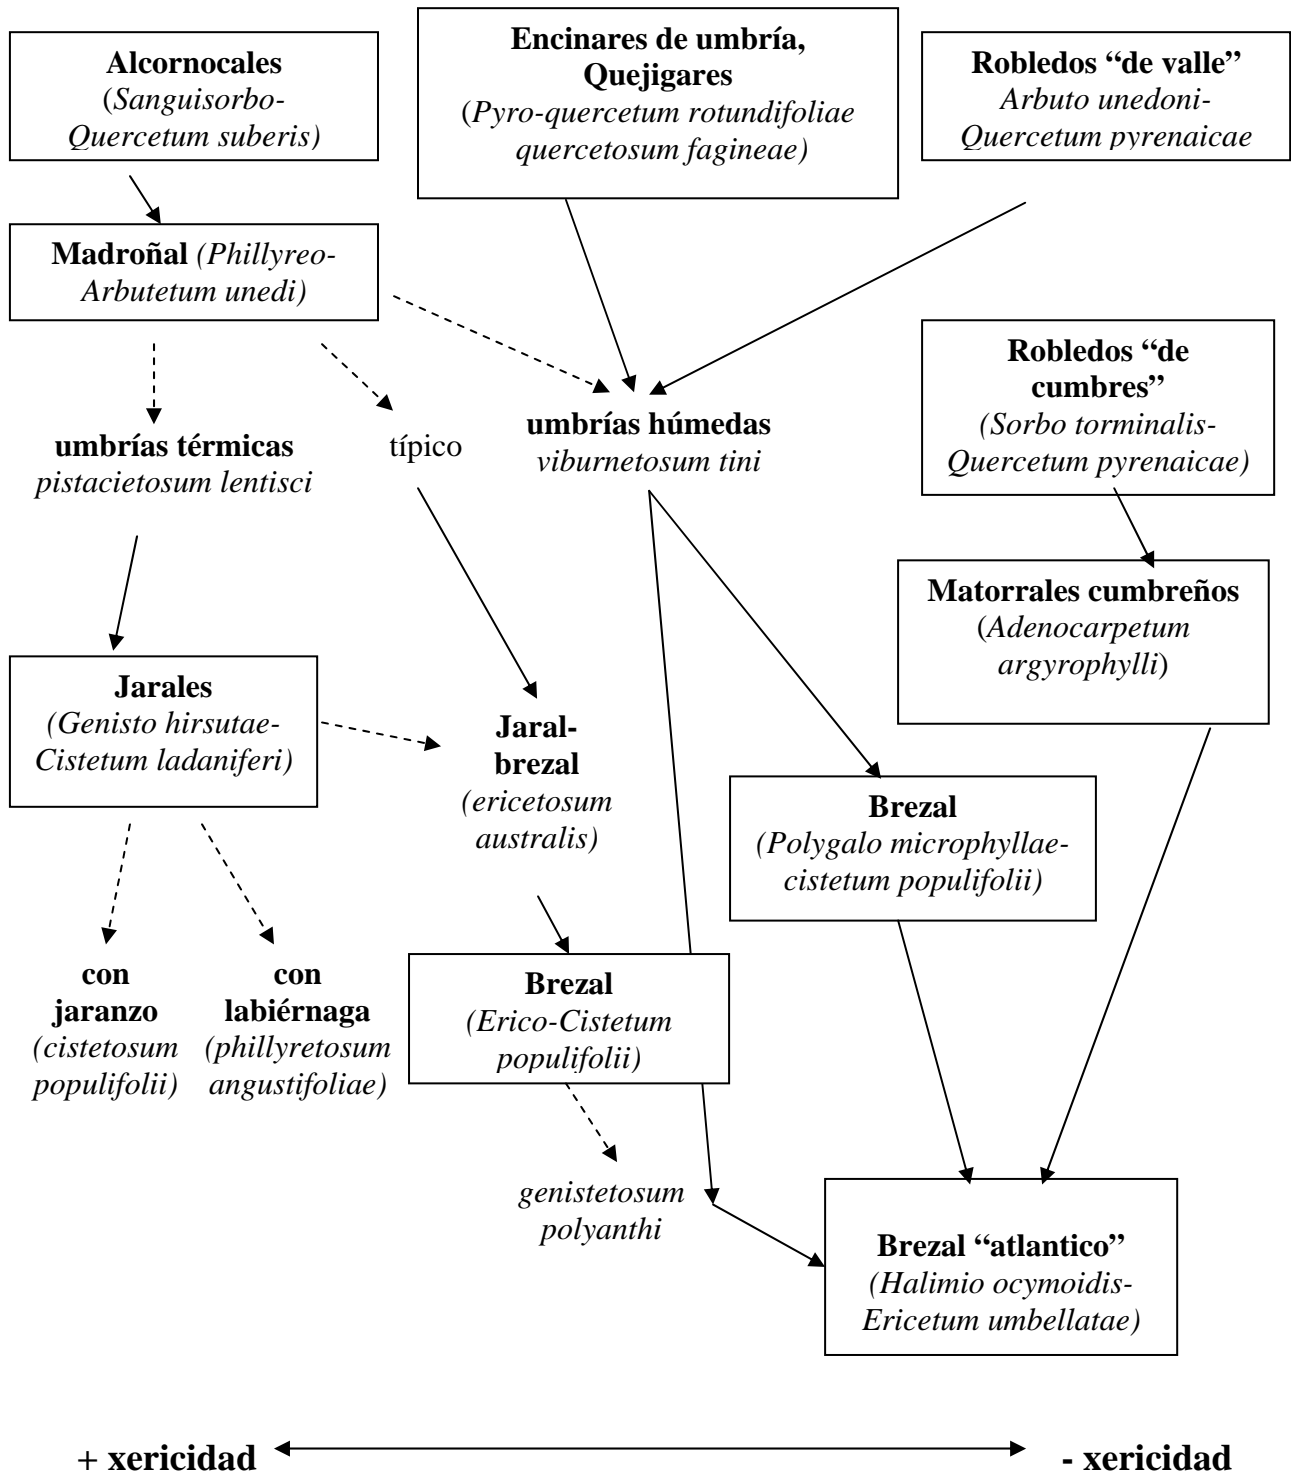 Alcornocales
(Sanguisorbo-
Quercetum suberis)
Encinares de umbría,
Quejigares
(Pyro-quercetum rotundifoliae
quercetosum fagineae)
Robledos “de valle”
Arbuto unedoni-
Quercetum pyrenaicae
Madroñal (Phillyreo-
Arbutetum unedi)
Robledos “de
cumbres”
(Sorbo torminalis-
Quercetum pyrenaicae)
umbrías térmicas
pistacietosum lentisci
típico
umbrías húmedas
viburnetosum tini
Matorrales cumbreños
(Adenocarpetum
argyrophylli)
Jarales
(Genisto hirsutae-
Cistetum ladaniferi)
Jaral-
brezal
(ericetosum
australis)
Brezal
(Polygalo microphyllae-
cistetum populifolii)
con
jaranzo
(cistetosum
populifolii)
con
labiérnaga
(phillyretosum
angustifoliae)
Brezal
(Erico-Cistetum
populifolii)
genistetosum
polyanthi
Brezal “atlantico”
(Halimio ocymoidis-
Ericetum umbellatae)
+ xericidad
- xericidad